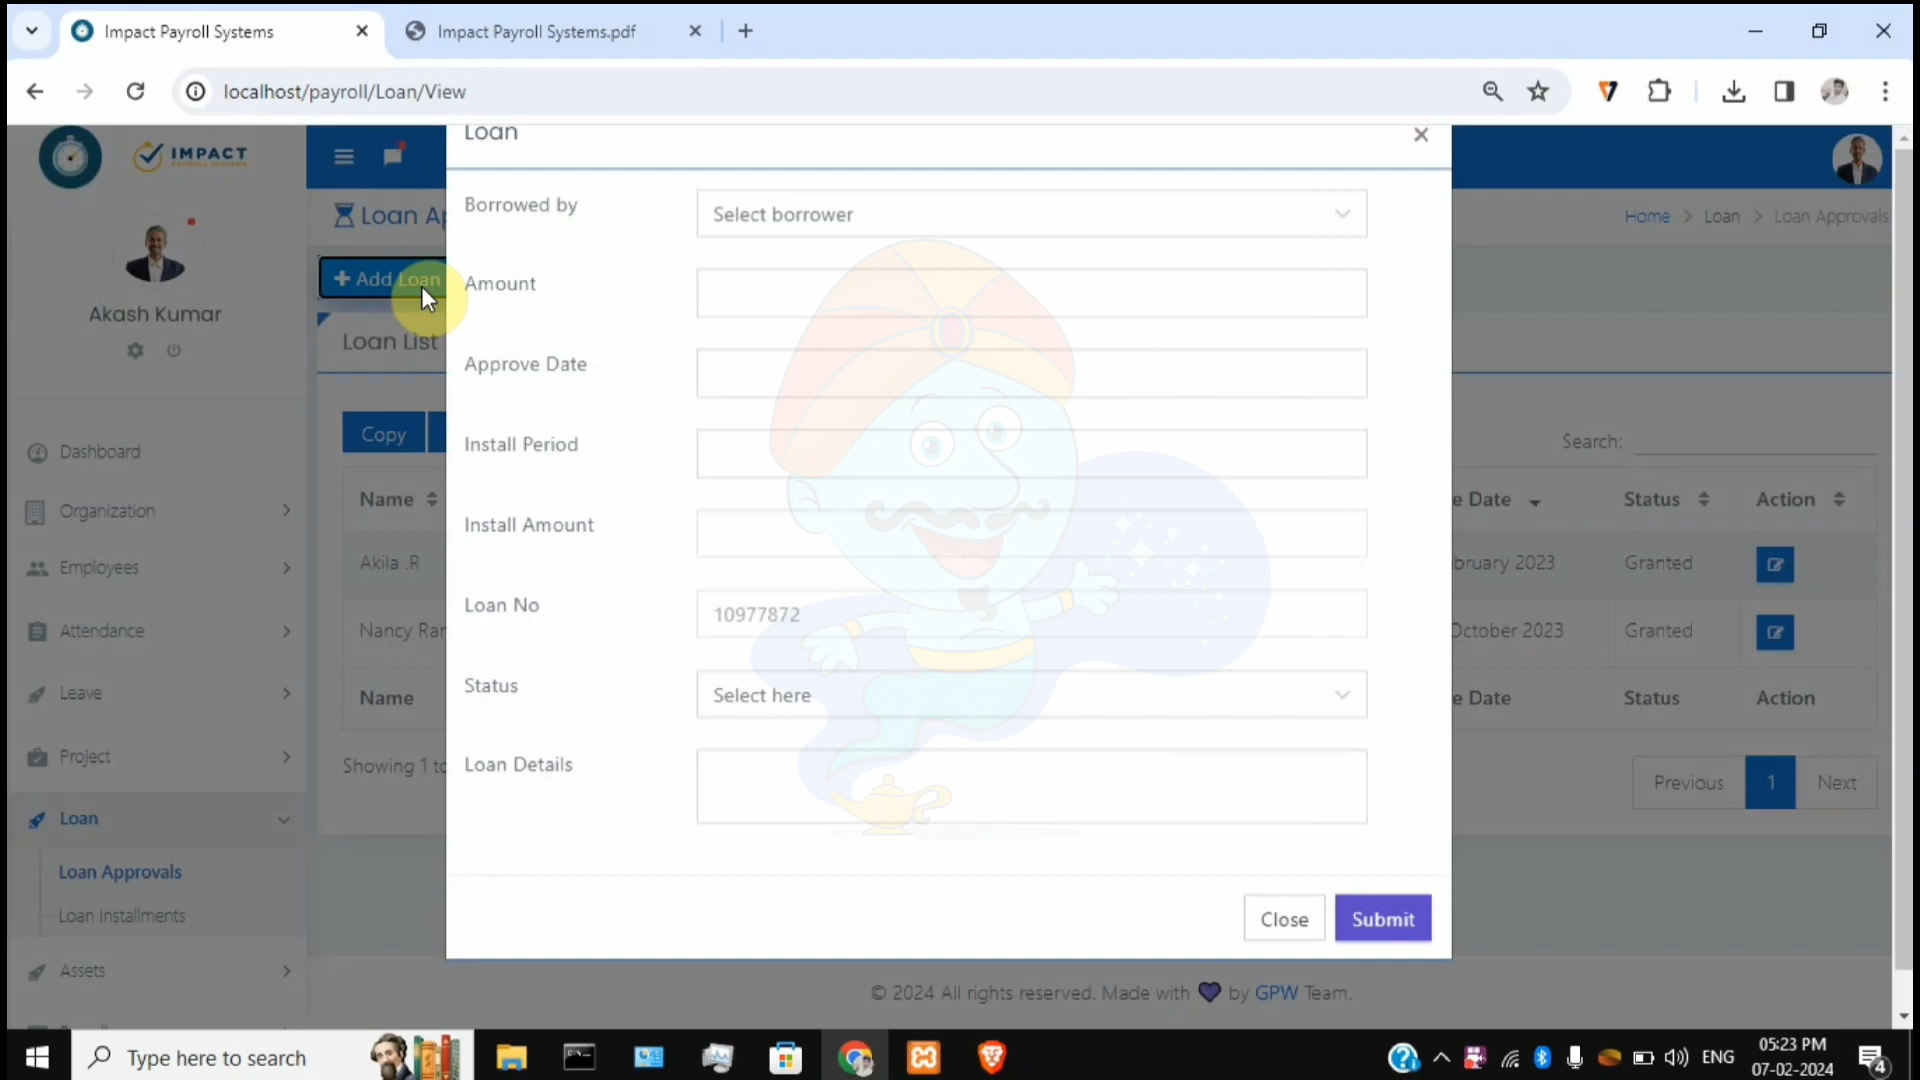 Impact Payroll Systems
Impact Payroll Systems.pdf
localhost/payroll/Loan/View
IMPACT
Loan
Loan Ap
Home > Loan > Loan Approvals
+ Add Loan
Akash Kumar
Loan List
Borrowed by
Select borrower
Amount
Approve Date
Install Period
Install Amount
Loan No
10977872
Status
Select here
Loan Details
Close
Submit
Copy
Search:
Name
e Date
Status
Action
Akila .R
bruary 2023
Granted
Nancy Ran
October 2023
Granted
Name
e Date
Status
Action
Showing 1 to
Previous
1
Next
Dashboard
Organization
Employees
Attendance
Leave
Project
Loan
Loan Approvals
Loan Installments
Assets
© 2024 All rights reserved. Made with by GPW Team.
Type here to search
ENG
05:23 PM
07-02-2024
4